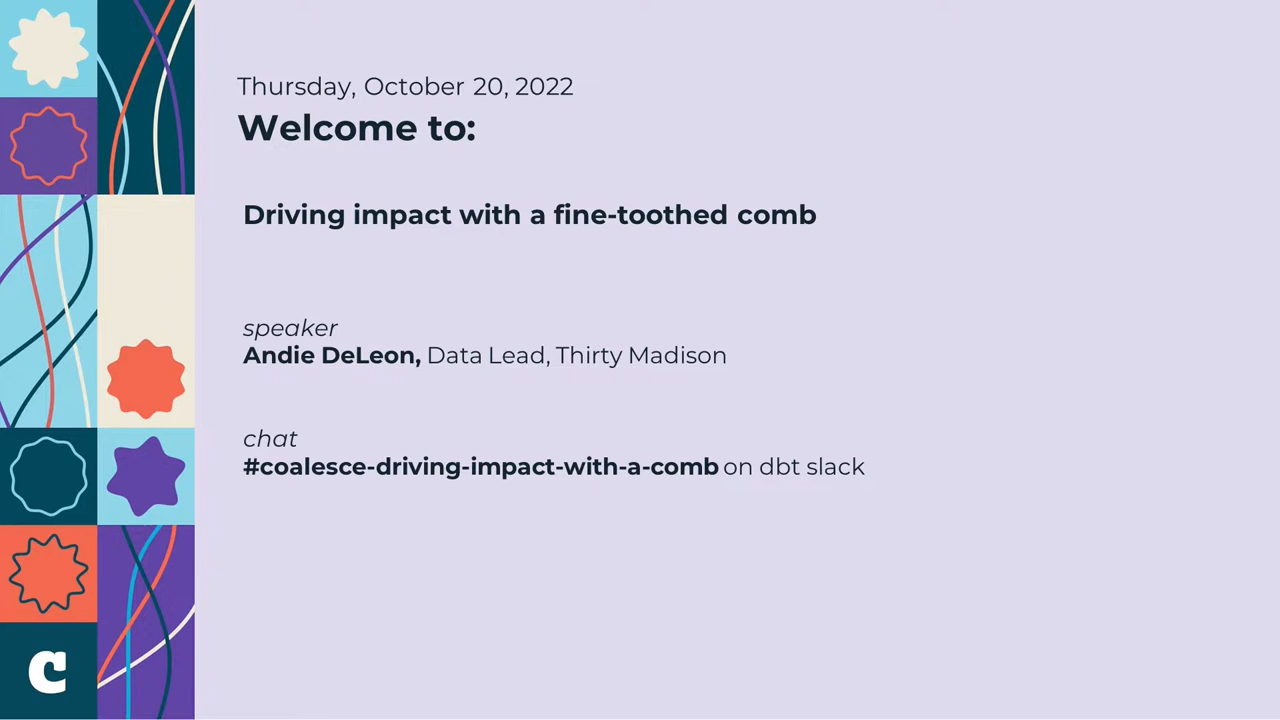 Thursday, October 20, 2022
Welcome to:
Driving impact with a fine-toothed comb
speaker
Andie DeLeon, Data Lead, Thirty Madison
chat
#coalesce-driving-impact-with-a-comb on dbt slack
c